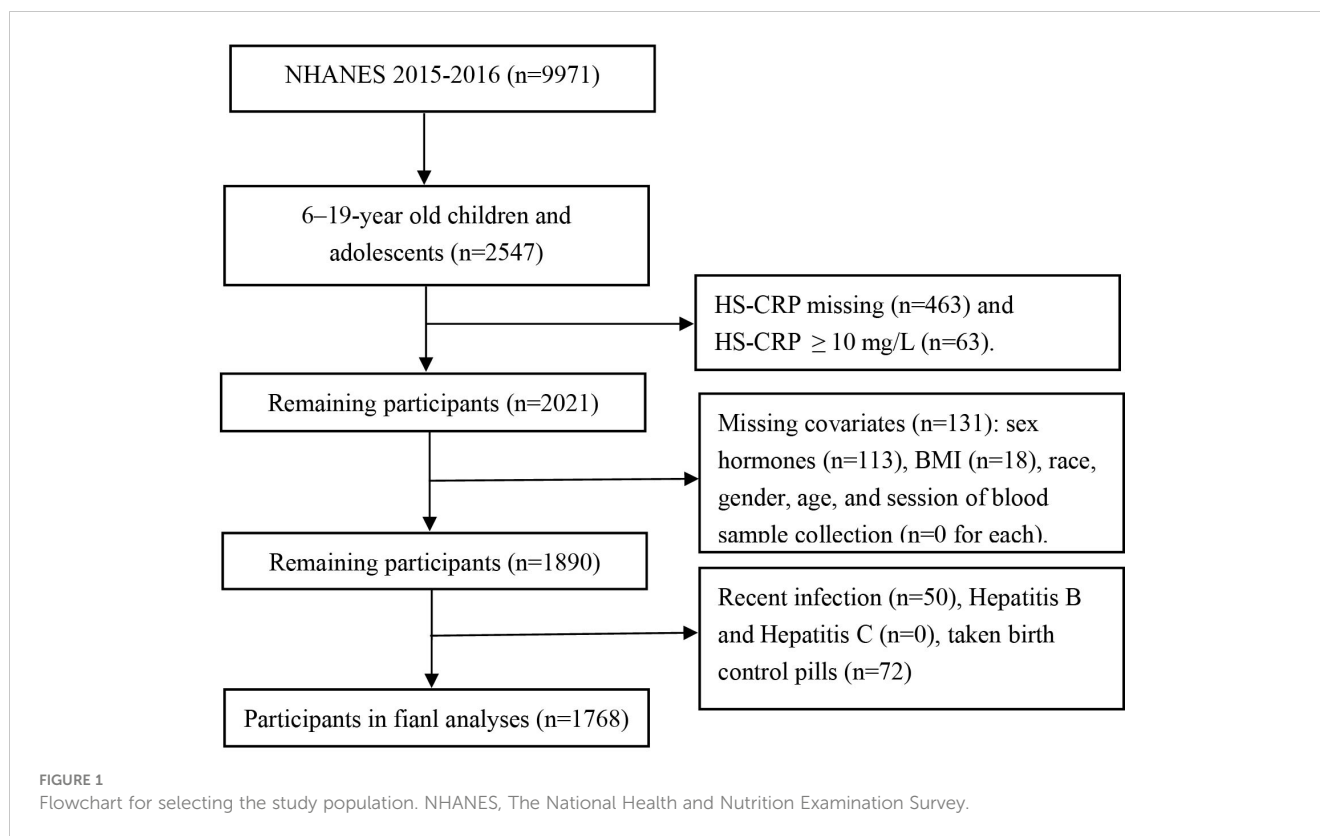 NHANES 2015-2016 (n=9971)
6–19-year old children and
adolescents (n=2547)
HS-CRP missing (n=463) and
HS-CRP ≥ 10 mg/L (n=63).
Remaining participants (n=2021)
Missing covariates (n=131): sex
hormones (n=113), BMI (n=18), race,
gender, age, and session of blood
sample collection (n=0 for each).
Remaining participants (n=1890)
Recent infection (n=50), Hepatitis B
and Hepatitis C (n=0), taken birth
control pills (n=72)
Participants in fianl analyses (n=1768)
FIGURE 1
Flowchart for selecting the study population. NHANES, The National Health and Nutrition Examination Survey.